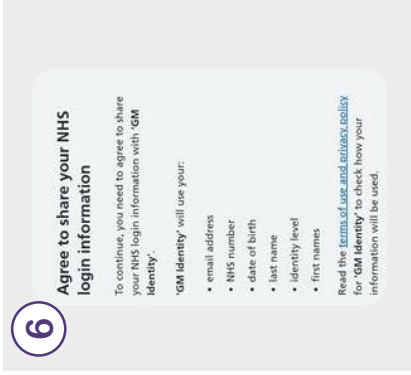 6
Agree to share your NHS
login information
To continue, you need to agree to share
your NHS login information with 'GM
Identity'.
'GM Identity' will use your:
• email address
• NHS number
• date of birth
• last name
• identity level
• first names
Read the terms of use and privacy policy
for 'GM Identity' to check how your
information will be used.